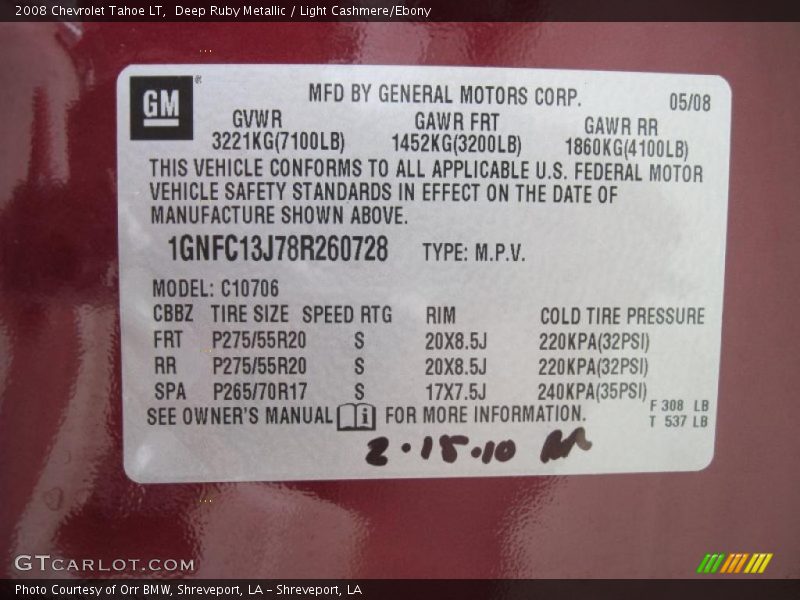 2008 Chevrolet Tahoe LT,  Deep Ruby Metallic / Light Cashmere/Ebony
GM ®
MFD BY GENERAL MOTORS CORP. 05/08
GVWR GAWR FRT GAWR RR
3221KG(7100LB) 1452KG(3200LB) 1860KG(4100LB)
THIS VEHICLE CONFORMS TO ALL APPLICABLE U.S. FEDERAL MOTOR
VEHICLE SAFETY STANDARDS IN EFFECT ON THE DATE OF
MANUFACTURE SHOWN ABOVE.
1GNFC13J78R260728 TYPE: M.P.V.
MODEL: C10706
CBBZ TIRE SIZE SPEED RTG RIM COLD TIRE PRESSURE
FRT P275/55R20 S 20X8.5J 220KPA(32PSI)
RR P275/55R20 S 20X8.5J 220KPA(32PSI)
SPA P265/70R17 S 17X7.5J 240KPA(35PSI)
SEE OWNER'S MANUAL i FOR MORE INFORMATION.
F 308 LB
T 537 LB
2·15·10
GTCARLOT.COM
Photo Courtesy of Orr BMW, Shreveport, LA – Shreveport, LA